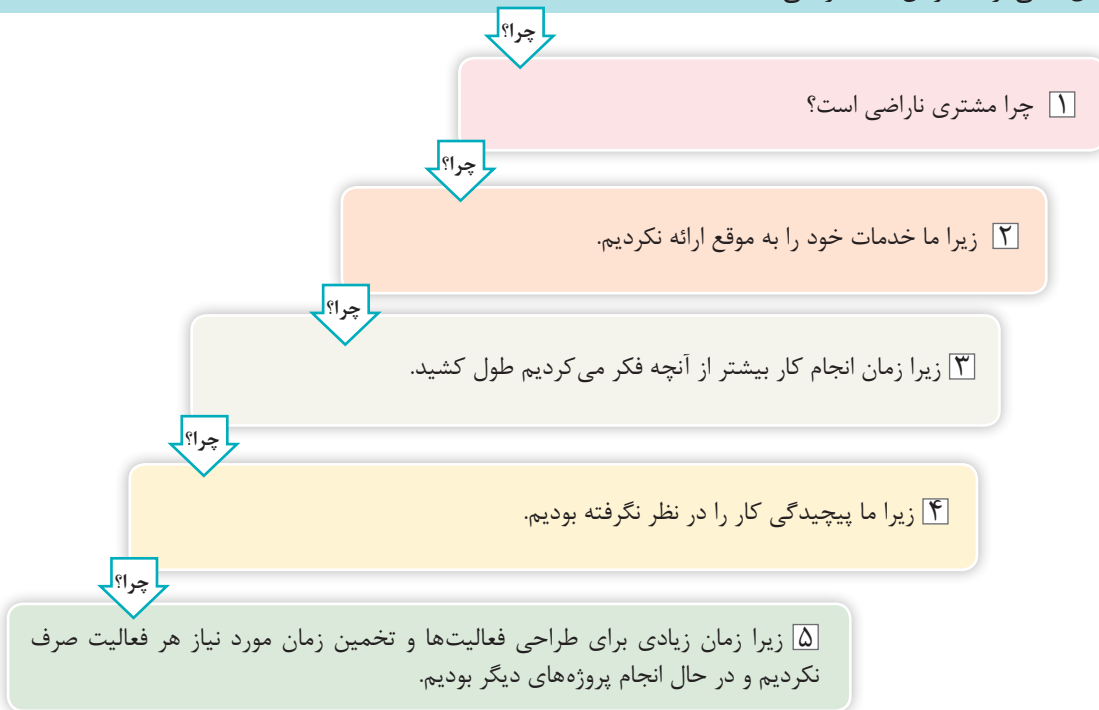 چرا؟
۱ چرا مشتری ناراضی است؟
چرا؟
۲ زیرا ما خدمات خود را به موقع ارائه نکردیم.
چرا؟
۳ زیرا زمان انجام کار بیشتر از آنچه فکر می‌کردیم طول کشید.
چرا؟
۴ زیرا ما پیچیدگی کار را در نظر نگرفته بودیم.
چرا؟
۵ زیرا زمان زیادی برای طراحی فعالیت‌ها و تخمین زمان مورد نیاز هر فعالیت صرف
نکردیم و در حال انجام پروژه‌های دیگر بودیم.